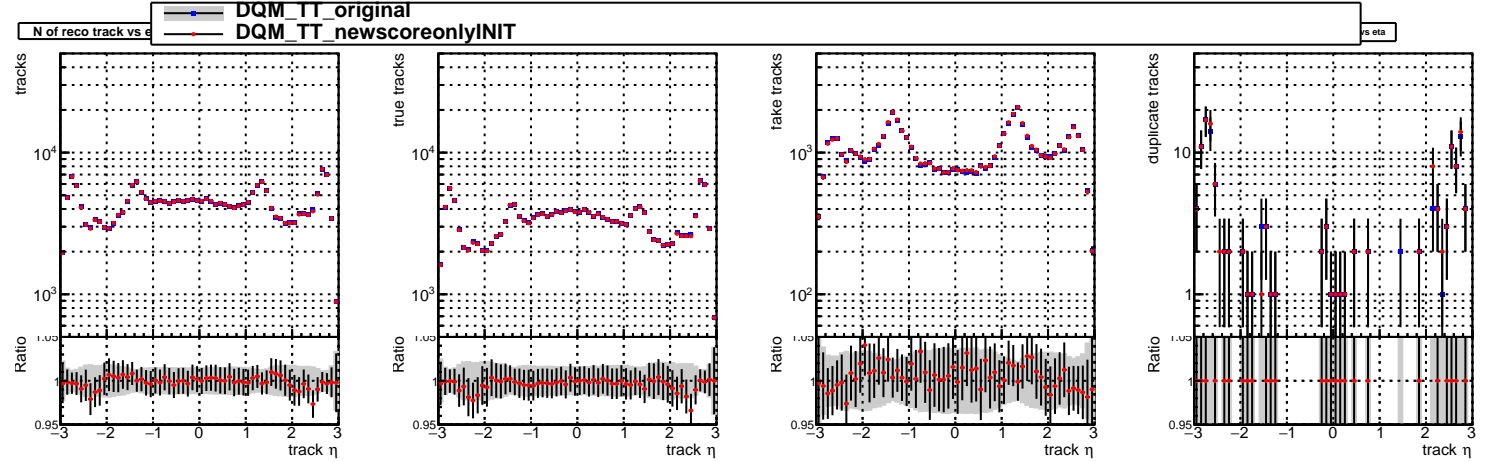 DQM_TT_original
DQM_TT_newscoreonlyINIT
N of reco track vs e
vs eta
tracks
10⁴
10³
Ratio
1.05
1
0.95
−3 −2 −1 0 1 2 3
track η
true tracks
10⁴
10³
Ratio
1.05
1
0.95
−3 −2 −1 0 1 2 3
track η
fake tracks
10³
10²
Ratio
1.05
1
0.95
−3 −2 −1 0 1 2 3
track η
duplicate tracks
10
1
Ratio
1.05
1
0.95
−3 −2 −1 0 1 2 3
track η